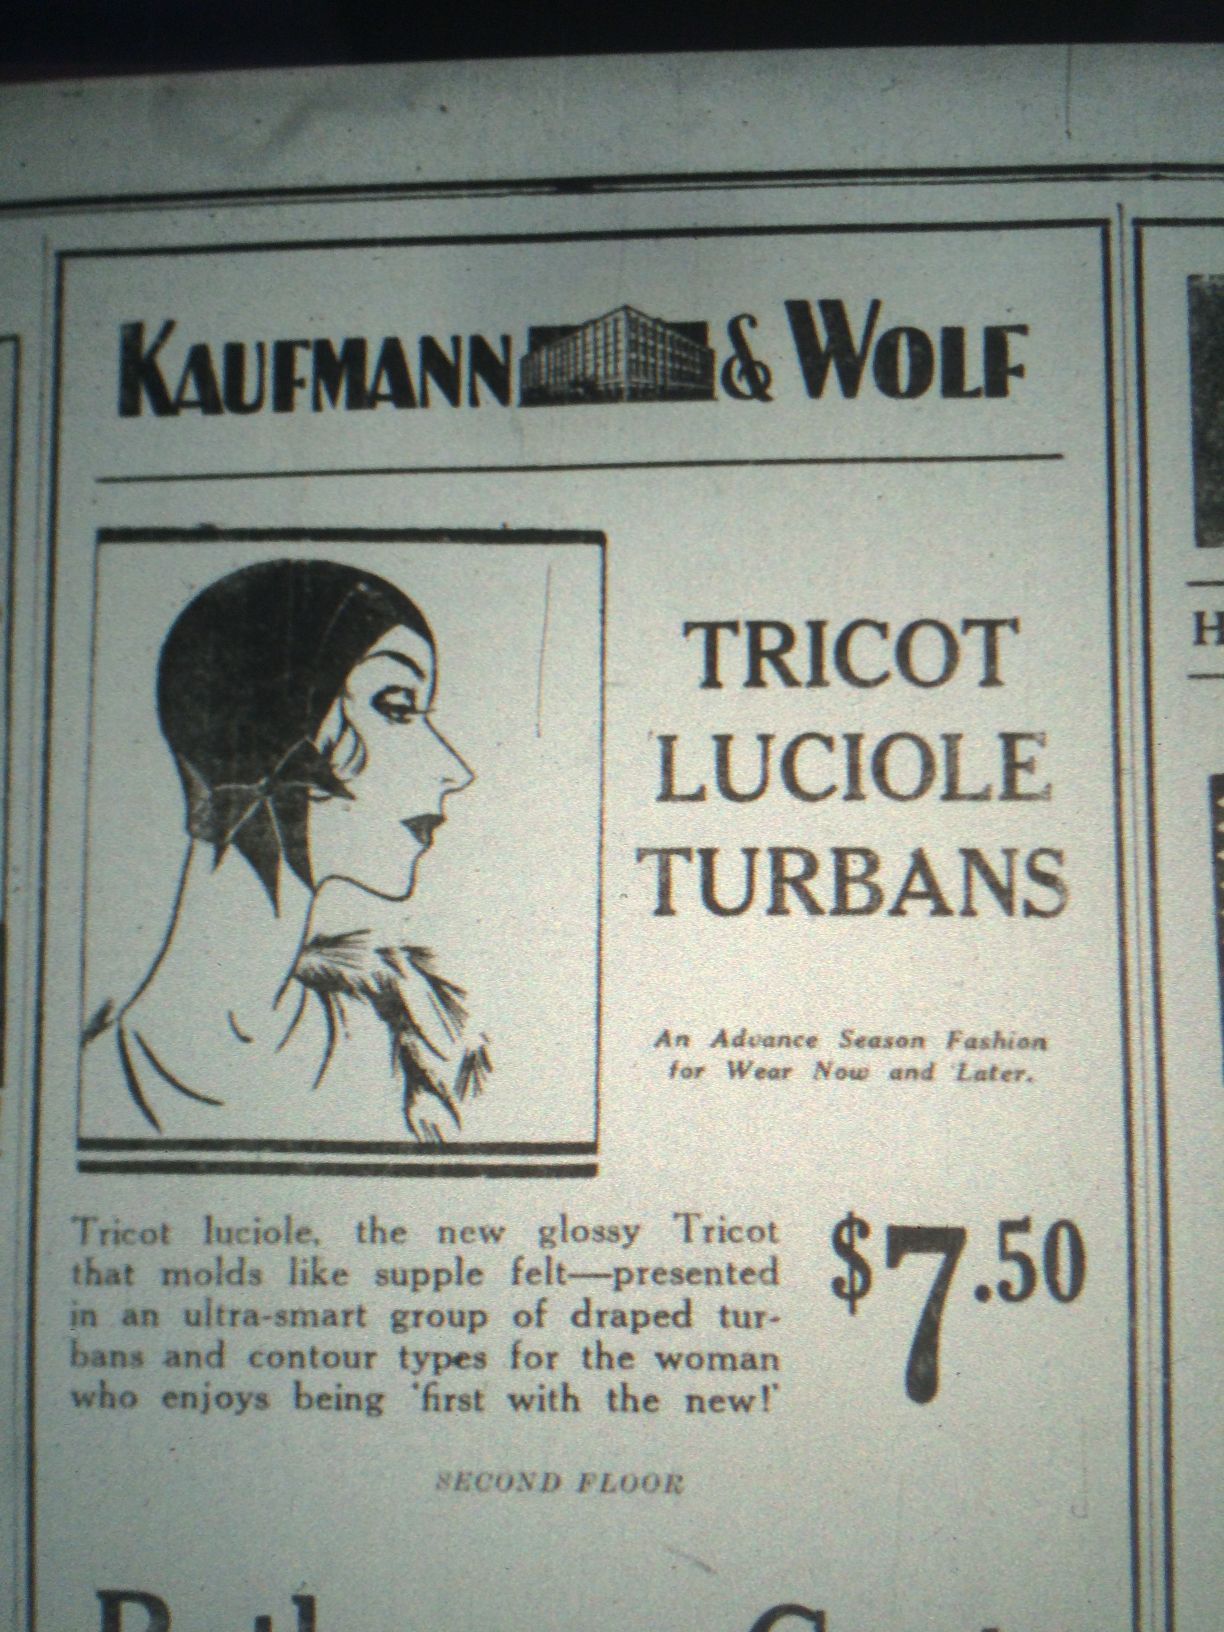 KAUFMANN & WOLF
TRICOT
LUCIOLE
TURBANS
An Advance Season Fashion
for Wear Now and Later.
Tricot luciole, the new glossy Tricot
that molds like supple felt—presented
in an ultra-smart group of draped tur-
bans and contour types for the woman
who enjoys being 'first with the new!'
$7.50
SECOND FLOOR
H